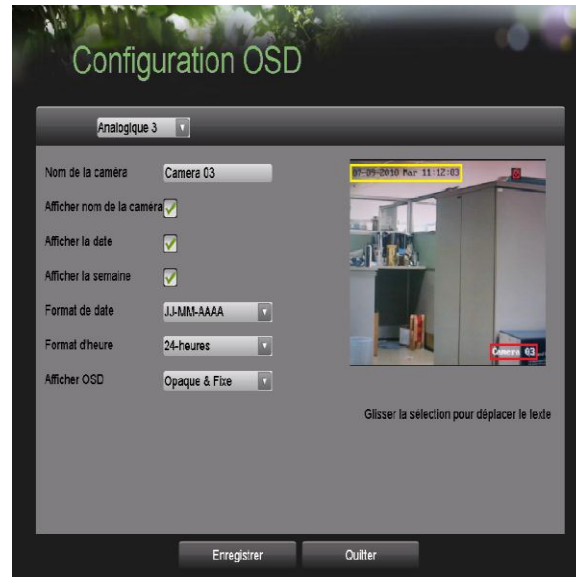 Configuration OSD
Analogique 3
Nom de la caméra Camera 03
Afficher nom de la caméra
Afficher la date
Afficher la semaine
Format de date JJ-MM-AAAA
Format d'heure 24-heures
Afficher OSD Opaque & Fixe
07-09-2010 Mar 11:12:03
Camera 03
Glisser la sélection pour déplacer le texte
Enregistrer Quitter